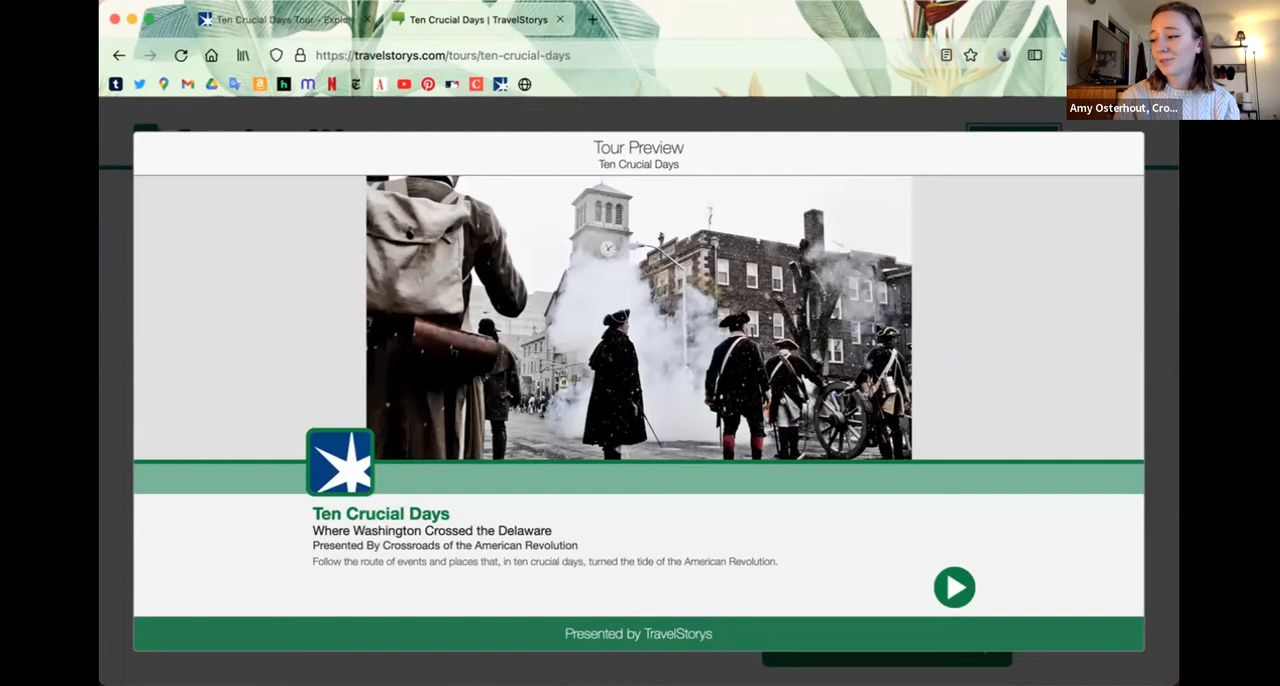 Ten Crucial Days Tour - Explor
Ten Crucial Days | TravelStorys
https://travelstorys.com/tours/ten-crucial-days
Amy Osterhout, Cro...
Tour Preview
Ten Crucial Days
Ten Crucial Days
Where Washington Crossed the Delaware
Presented By Crossroads of the American Revolution
Follow the route of events and places that, in ten crucial days, turned the tide of the American Revolution.
Presented by TravelStorys